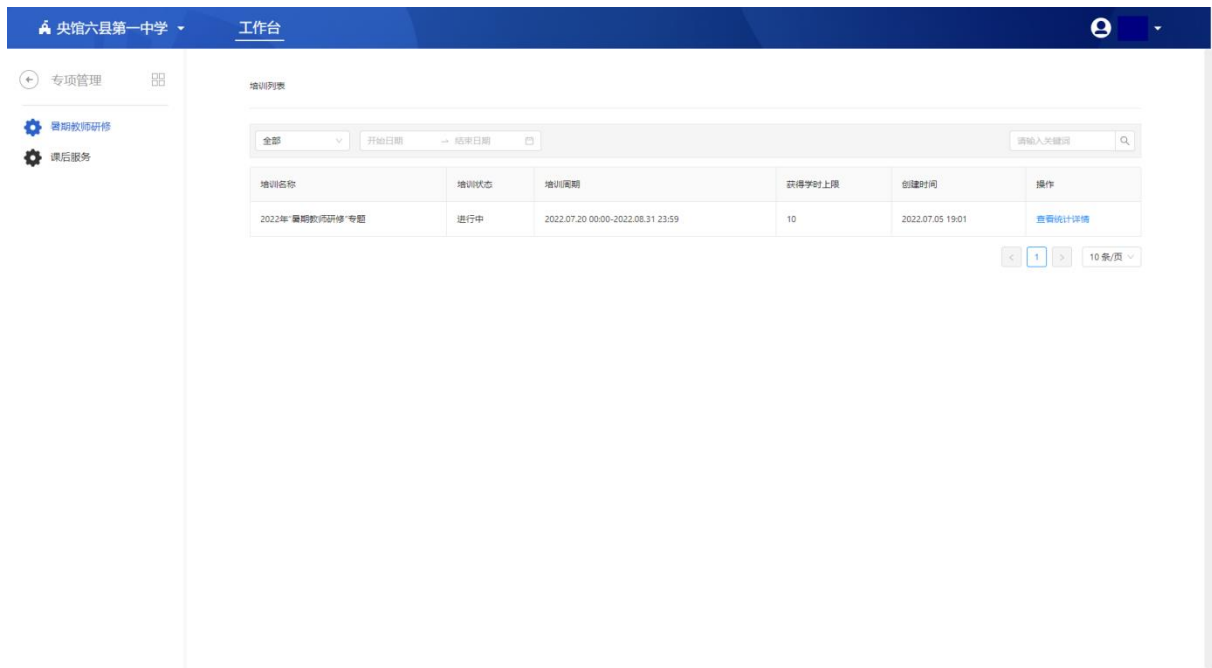 央馆六县第一中学 工作台
专项管理
暑期教师研修
课后服务
培训列表
全部 开始日期 → 结束日期 请输入关键词
培训名称 培训状态 培训周期 获得学时上限 创建时间 操作
2022年"暑期教师研修"专题 进行中 2022.07.20 00:00-2022.08.31 23:59 10 2022.07.05 19:01 查看统计详情
< 1 > 10 条/页